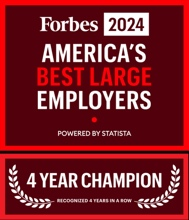 Forbes 2024
AMERICA'S
BEST LARGE
EMPLOYERS
POWERED BY STATISTA
4 YEAR CHAMPION
RECOGNIZED 4 YEARS IN A ROW